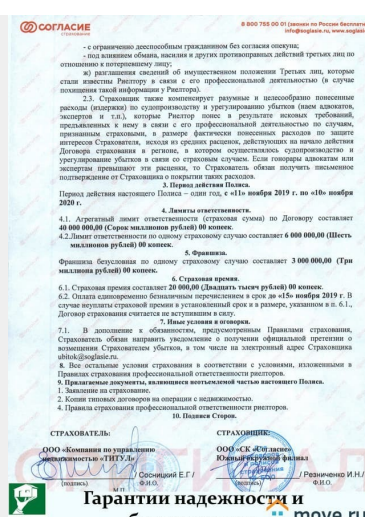 СОГЛАСИЕ
СТРАХОВАНИЕ
8 800 755 00 01 (звонки по России бесплатн
info@soglasie.ru, www.soglasi
- с ограничено дееспособным гражданином без согласия опекуна;
- под влиянием обмана, насилия и других противоправных действий третьих лиц по
отношению к потерпевшему лицу;
ж) разглашения сведений об имущественном положении Третьих лиц, которые
стали известны Риелтору в связи с его профессиональной деятельностью (в случае
похищения такой информации у Риелтора).
2.3. Страховщик также компенсирует разумные и целесообразно понесенные
расходы (издержки) по судопроизводству и урегулированию убытков (наем адвокатов,
экспертов и т.п.), которые Риелтор понес в результате исковых требований,
предъявленных к нему в связи с его профессиональной деятельностью по случаям,
признанным страховыми, в размере фактически понесенных расходов по защите
интересов Страхователя, исходя из средних расценок, действующих на начало действия
Договора страхования в регионе, в котором осуществлялось судопроизводство и
урегулирование убытков в связи со страховым случаем. Если гонорары адвокатам или
экспертам превышают эти расценки, то Страхователь обязан получить письменное
подтверждение от Страховщика о покрытии таких расходов.
3. Период действия Полиса.
Период действия настоящего Полиса – один год, с «11» ноября 2019 г. по «10» ноября
2020 г.
4. Лимиты ответственности.
4.1. Агрегатный лимит ответственности (страховая сумма) по Договору составляет
40 000 000,00 (Сорок миллионов рублей) 00 копеек.
4.2.Лимит ответственности по одному страховому случаю составляет 6 000 000,00 (Шесть
миллионов рублей) 00 копеек.
5. Франшиза.
Франшиза безусловная по одному страховому случаю составляет 3 000 000,00 (Три
миллиона рублей) 00 копеек.
6. Страховая премия.
6.1. Страховая премия составляет 20 000,00 (Двадцать тысяч рублей) 00 копеек.
6.2. Оплата единовременно безналичным перечислением в срок до «15» ноября 2019 г. В
случае неуплаты страховой премии в установленный срок и в размере, указанном в п. 6.1.,
Договор страхования считается не вступившим в силу.
7. Иные условия и оговорки.
7.1. В дополнение к обязанностям, предусмотренным Правилами страхования,
Страхователь обязан направить уведомление о получении официальной претензии о
возмещении Страхователем убытков, в том числе на электронный адрес Страховщика
ubitok@soglasie.ru.
8. Все остальные условия страхования в соответствии с условиями, изложенными в
Правилах страхования профессиональной ответственности риелторов.
9. Прилагаемые документы, являющиеся неотъемлемой частью настоящего Полиса.
1. Заявление на страхование.
2. Копии типовых договоров на операции с недвижимостью.
4. Правила страхования профессиональной ответственности риелторов.
10. Подписи Сторон.
СТРАХОВАТЕЛЬ: СТРАХОВЩИК:
ООО «Компания по управлению ООО «СК «Согласие»
недвижимостью «ТИТУЛ» Южный окружной филиал
/ Сосницкий Е.Г / / Резниченко И.Н./
(подпись) Ф.И.О. (подпись) Ф.И.О.
М.П.
Гарантии надежности и
move.ru